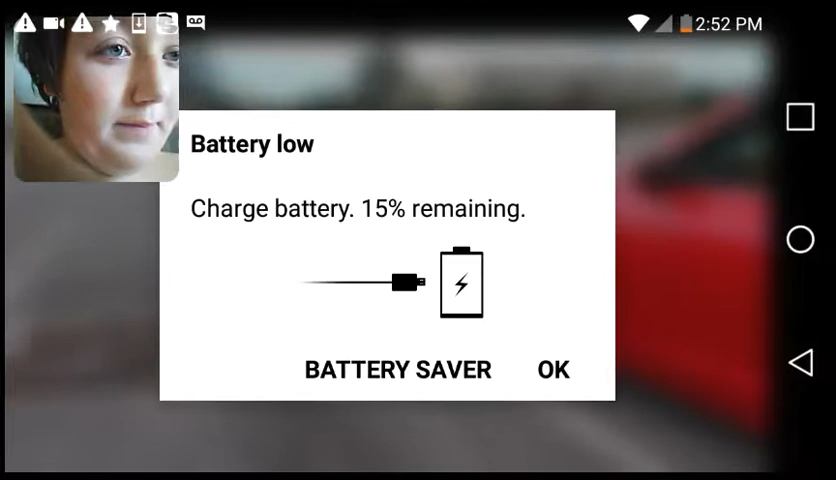 2:52 PM
Battery low
Charge battery. 15% remaining.
BATTERY SAVER OK